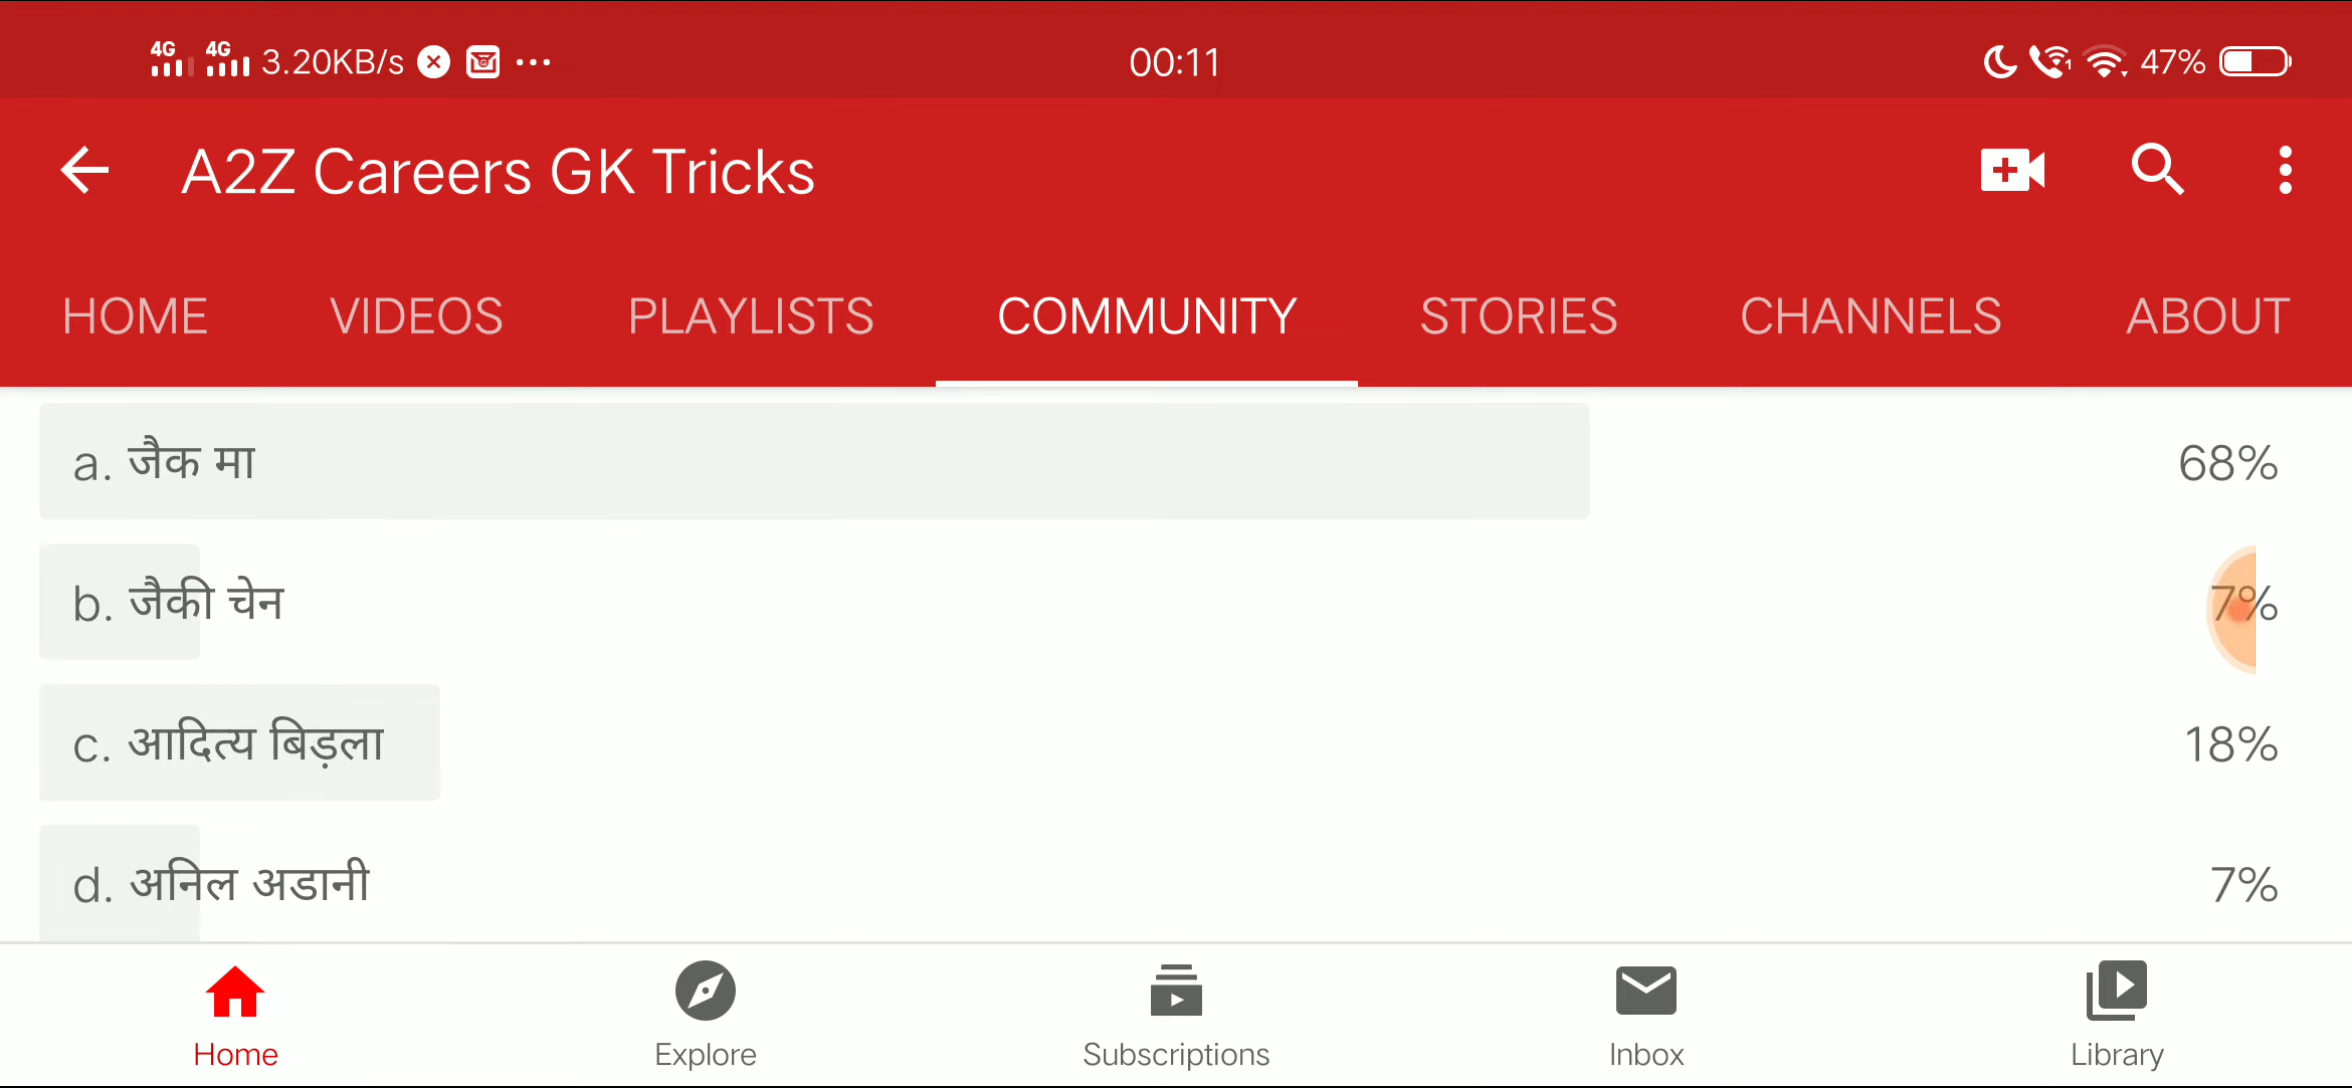 4G 4G 3.20KB/s 00:11 1 47%
A2Z Careers GK Tricks
HOME VIDEOS PLAYLISTS COMMUNITY STORIES CHANNELS ABOUT
a. जैक मा 68%
b. जैकी चेन 7%
c. आदित्य बिड़ला 18%
d. अनिल अडानी 7%
Home Explore Subscriptions Inbox Library